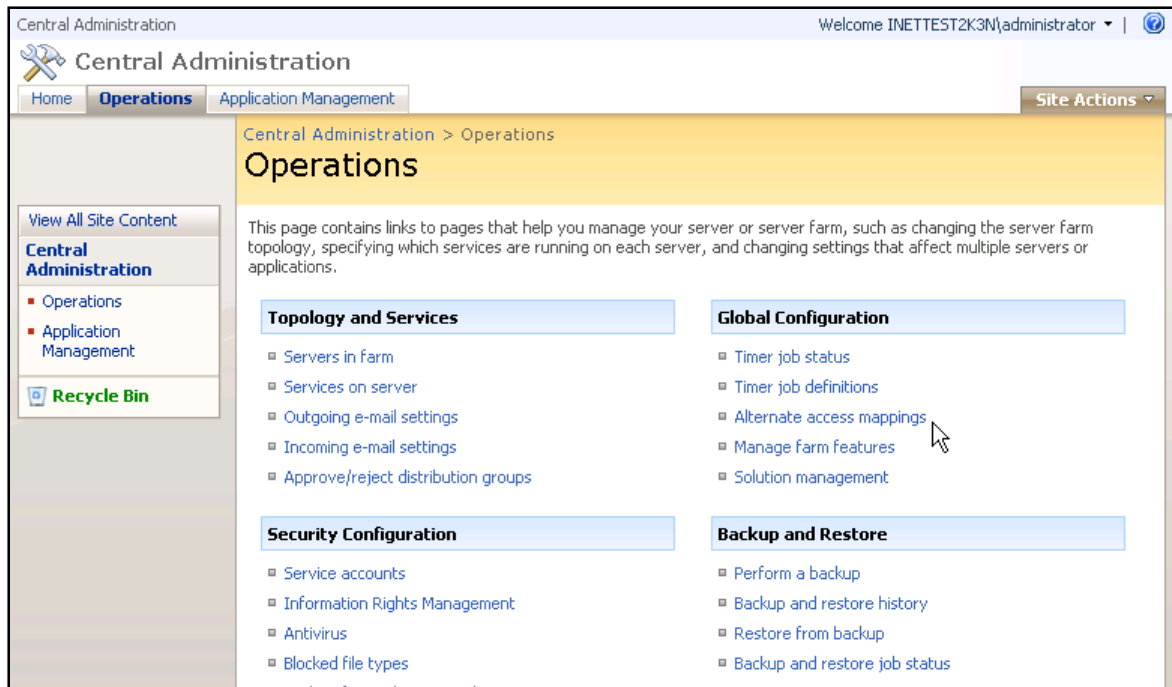 Central Administration
Welcome INETTEST2K3N\administrator
Central Administration
Home
Operations
Application Management
Site Actions
Central Administration > Operations
Operations
View All Site Content
Central
Administration
Operations
Application
Management
Recycle Bin
This page contains links to pages that help you manage your server or server farm, such as changing the server farm
topology, specifying which services are running on each server, and changing settings that affect multiple servers or
applications.
Topology and Services
Servers in farm
Services on server
Outgoing e-mail settings
Incoming e-mail settings
Approve/reject distribution groups
Global Configuration
Timer job status
Timer job definitions
Alternate access mappings
Manage farm features
Solution management
Security Configuration
Service accounts
Information Rights Management
Antivirus
Blocked file types
Backup and Restore
Perform a backup
Backup and restore history
Restore from backup
Backup and restore job status